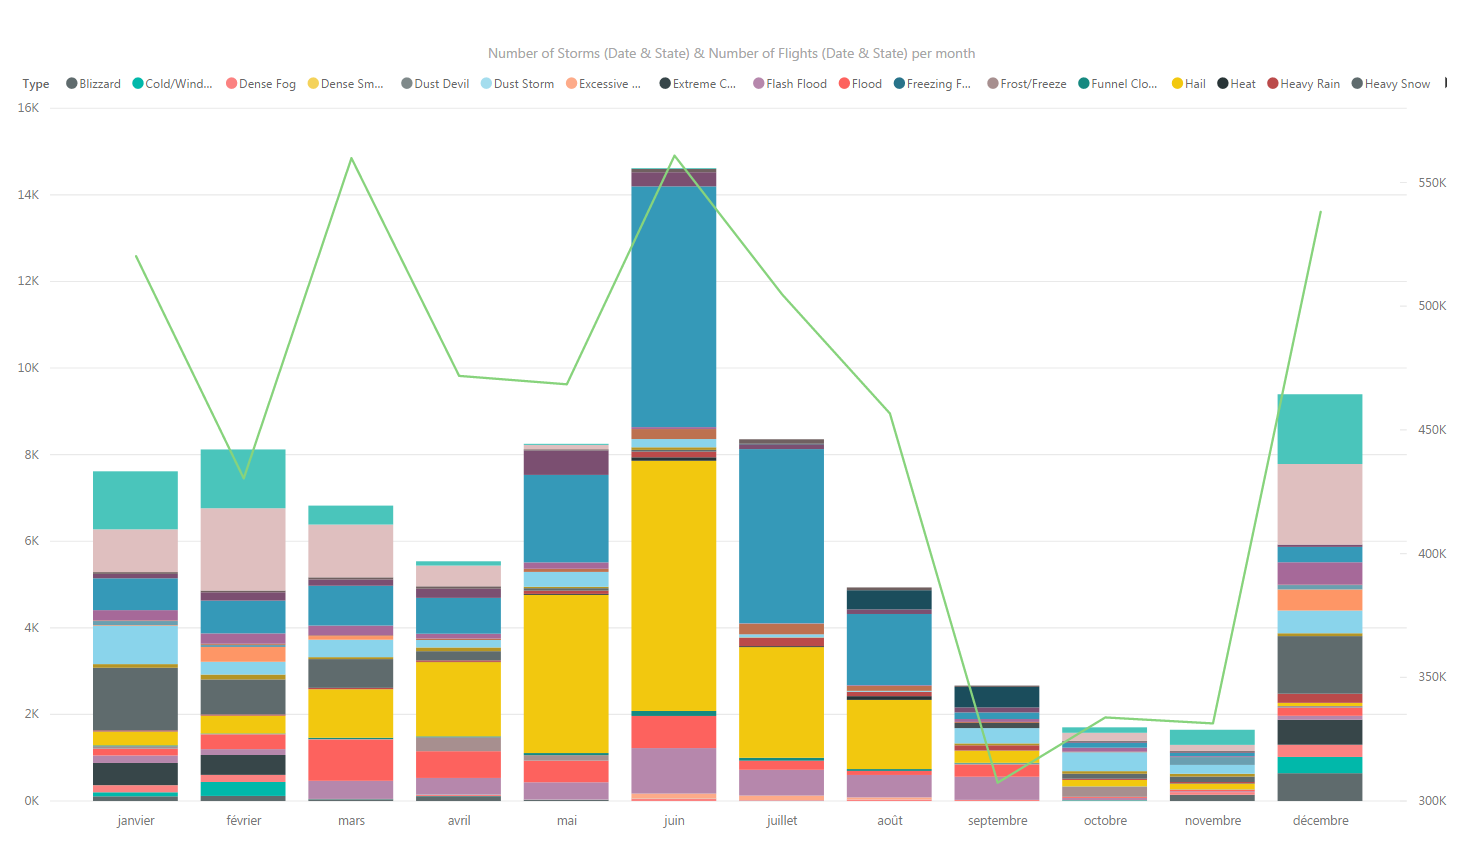 Number of Storms (Date & State) & Number of Flights (Date & State) per month
Type Blizzard Cold/Wind... Dense Fog Dense Sm... Dust Devil Dust Storm Excessive ... Extreme C... Flash Flood Flood Freezing F... Frost/Freeze Funnel Clo... Hail Heat Heavy Rain Heavy Snow
16K
14K
12K
10K
8K
6K
4K
2K
0K
550K
500K
450K
400K
350K
300K
janvier février mars avril mai juin juillet août septembre octobre novembre décembre